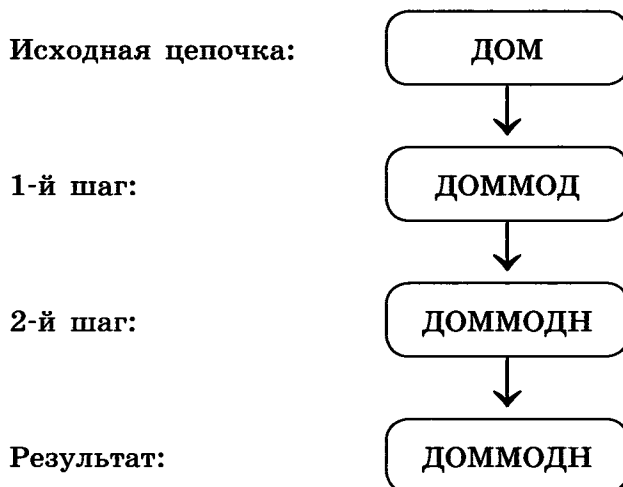 Исходная цепочка: ДОМ
1-й шаг: ДОММОД
2-й шаг: ДОММОДН
Результат: ДОММОДН